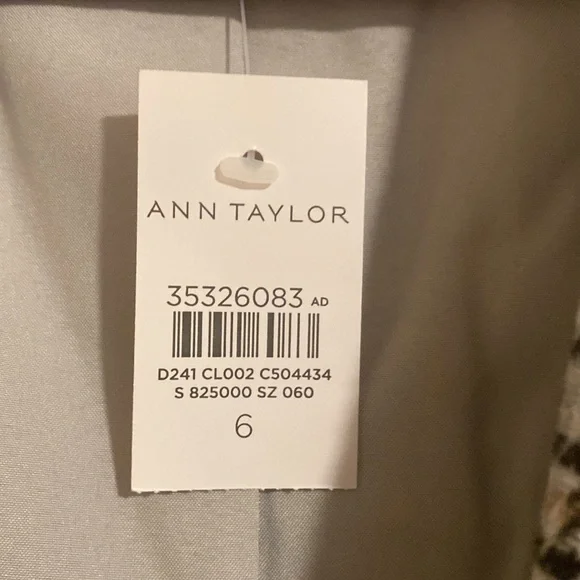 ANN TAYLOR
35326083 AD
D241 CL002 C504434
S 825000 SZ 060
6